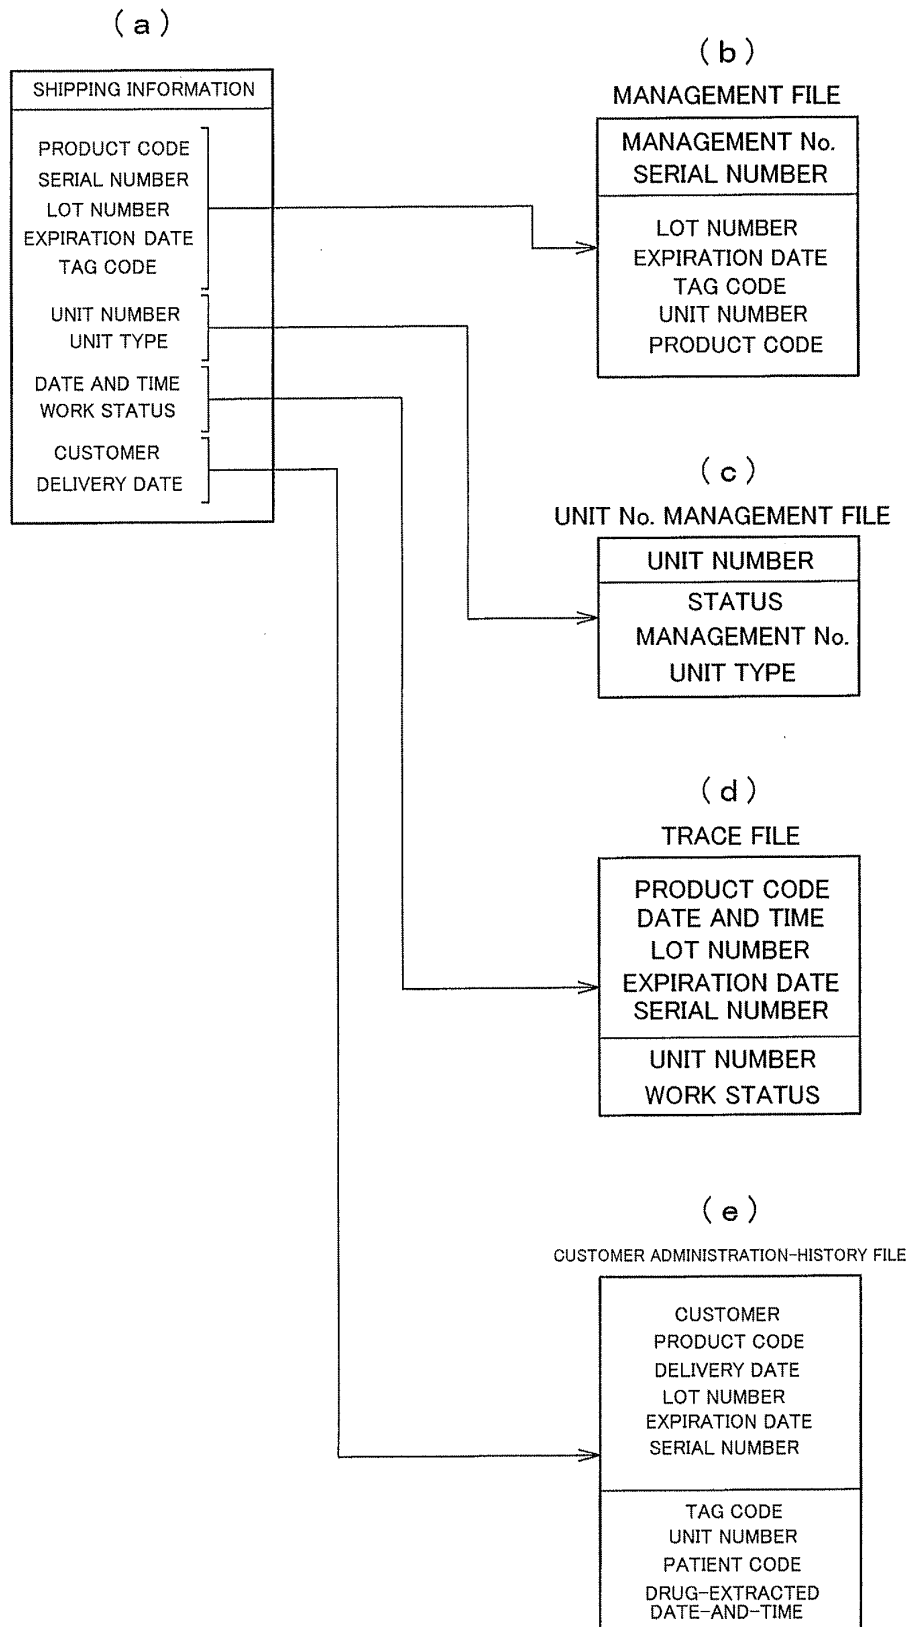 (a)
SHIPPING INFORMATION
PRODUCT CODE
SERIAL NUMBER
LOT NUMBER
EXPIRATION DATE
TAG CODE
UNIT NUMBER
UNIT TYPE
DATE AND TIME
WORK STATUS
CUSTOMER
DELIVERY DATE
(b)
MANAGEMENT FILE
MANAGEMENT No.
SERIAL NUMBER
LOT NUMBER
EXPIRATION DATE
TAG CODE
UNIT NUMBER
PRODUCT CODE
(c)
UNIT No. MANAGEMENT FILE
UNIT NUMBER
STATUS
MANAGEMENT No.
UNIT TYPE
(d)
TRACE FILE
PRODUCT CODE
DATE AND TIME
LOT NUMBER
EXPIRATION DATE
SERIAL NUMBER
UNIT NUMBER
WORK STATUS
(e)
CUSTOMER ADMINISTRATION-HISTORY FILE
CUSTOMER
PRODUCT CODE
DELIVERY DATE
LOT NUMBER
EXPIRATION DATE
SERIAL NUMBER
TAG CODE
UNIT NUMBER
PATIENT CODE
DRUG-EXTRACTED
DATE-AND-TIME